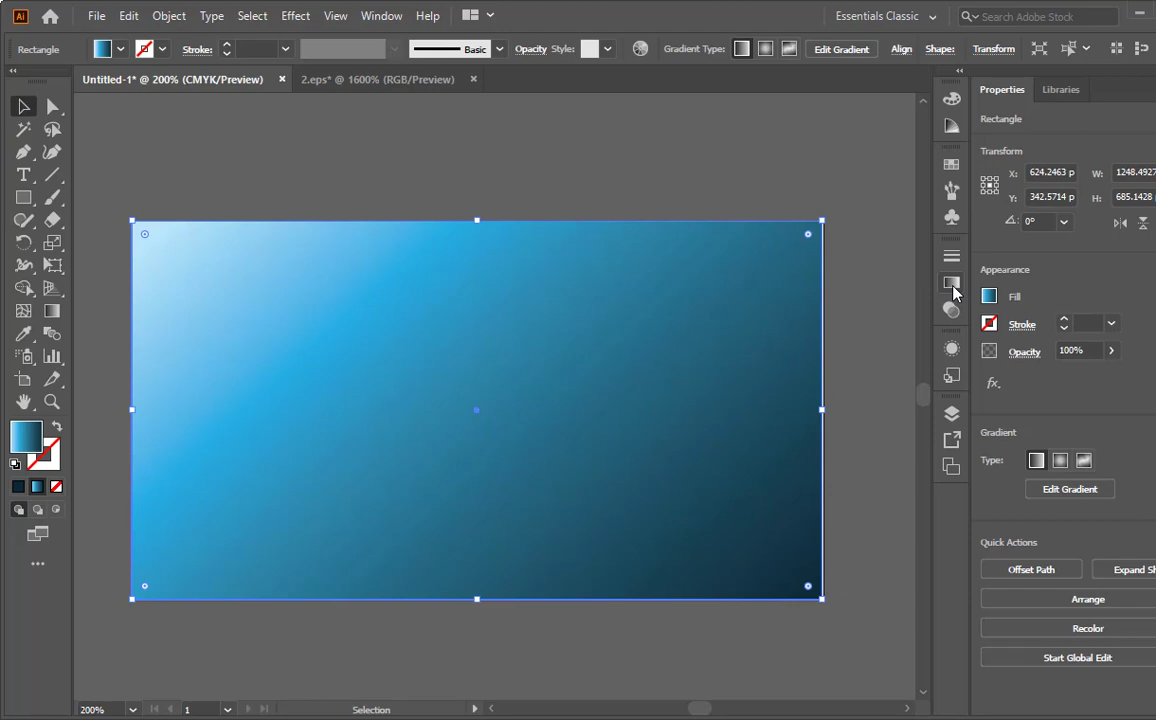 Ai File Edit Object Type Select Effect View Window Help Essentials Classic Search Adobe Stock
Rectangle Stroke: Basic Opacity Style: Gradient Type: Edit Gradient Align Shape: Transform
Untitled-1* @ 200% (CMYK/Preview) × 2.eps* @ 1600% (RGB/Preview) ×
Properties Libraries
Rectangle
Transform
X: 624.2463 p W: 1248.4927
Y: 342.5714 p H: 685.1428 p
0°
Appearance
Fill
Stroke
Opacity 100%
fx.
Gradient
Type:
Edit Gradient
Quick Actions
Offset Path Expand Sh
Arrange
Recolor
Start Global Edit
200% 1 Selection